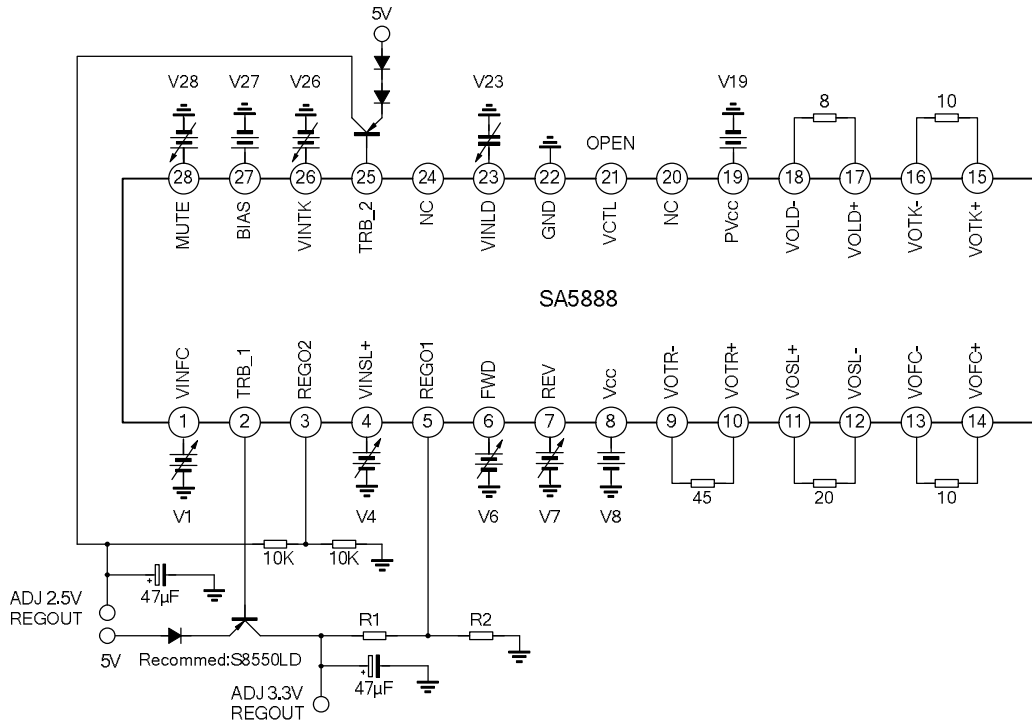 5V
V28 V27 V26 V23 V19 8 10
OPEN
28 27 26 25 24 23 22 21 20 19 18 17 16 15
MUTE BIAS VINTK TRB_2 NC VINLD GND VCTL NC PVcc VOLD- VOLD+ VOTK- VOTK+
SA5888
VINFC TRB_1 REGO2 VINSL+ REGO1 FWD REV Vcc VOTR- VOTR+ VOSL+ VOSL- VOFC- VOFC+
1 2 3 4 5 6 7 8 9 10 11 12 13 14
45 20 10
V1 V4 V6 V7 V8
10K 10K
+ 47µF
ADJ 2.5V
REGOUT
R1 R2
5V
Recommed:S8550LD
+ 47µF
ADJ 3.3V
REGOUT